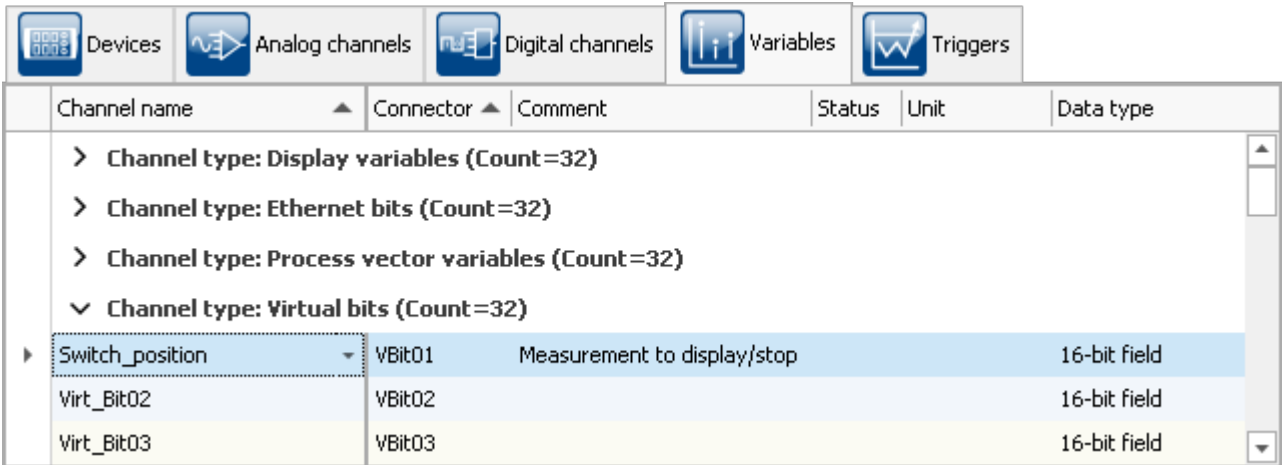 Devices Analog channels Digital channels Variables Triggers
Channel name Connector Comment Status Unit Data type
Channel type: Display variables (Count=32)
Channel type: Ethernet bits (Count=32)
Channel type: Process vector variables (Count=32)
Channel type: Virtual bits (Count=32)
Switch_position VBit01 Measurement to display/stop 16-bit field
Virt_Bit02 VBit02 16-bit field
Virt_Bit03 VBit03 16-bit field